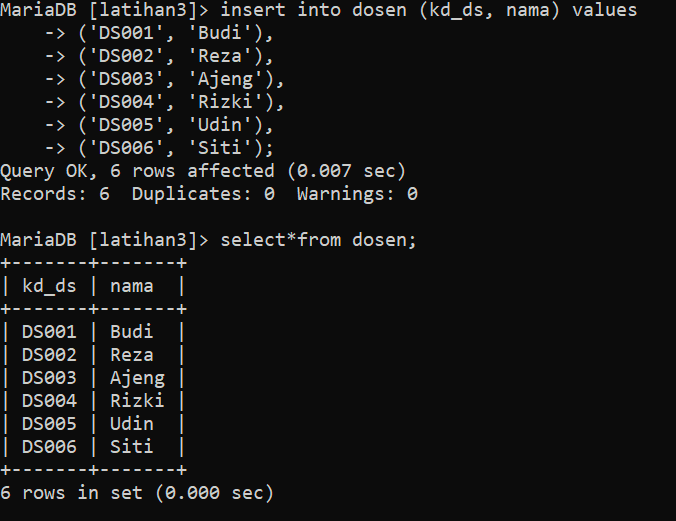 MariaDB [latihan3]> insert into dosen (kd_ds, nama) values
    -> ('DS001', 'Budi'),
    -> ('DS002', 'Reza'),
    -> ('DS003', 'Ajeng'),
    -> ('DS004', 'Rizki'),
    -> ('DS005', 'Udin'),
    -> ('DS006', 'Siti');
Query OK, 6 rows affected (0.007 sec)
Records: 6  Duplicates: 0  Warnings: 0

MariaDB [latihan3]> select*from dosen;
+-------+-------+
| kd_ds | nama  |
+-------+-------+
| DS001 | Budi  |
| DS002 | Reza  |
| DS003 | Ajeng |
| DS004 | Rizki |
| DS005 | Udin  |
| DS006 | Siti  |
+-------+-------+
6 rows in set (0.000 sec)